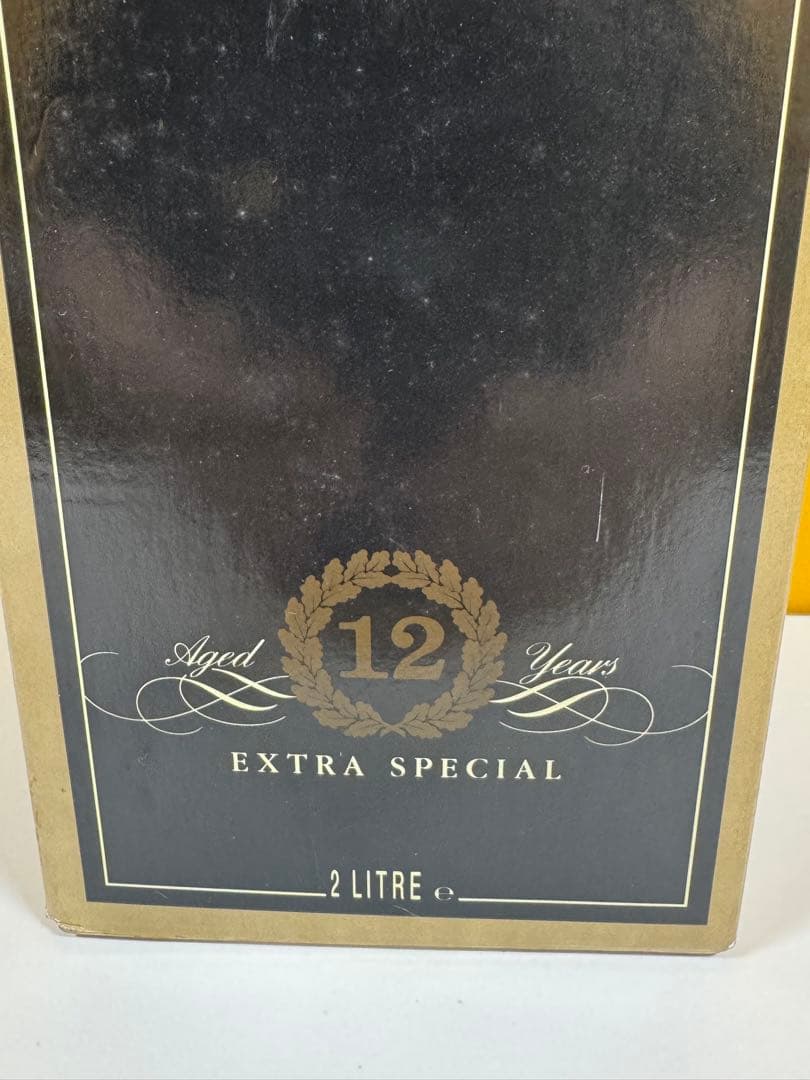 Aged 12 Years
EXTRA SPECIAL
2 LITRE ℮